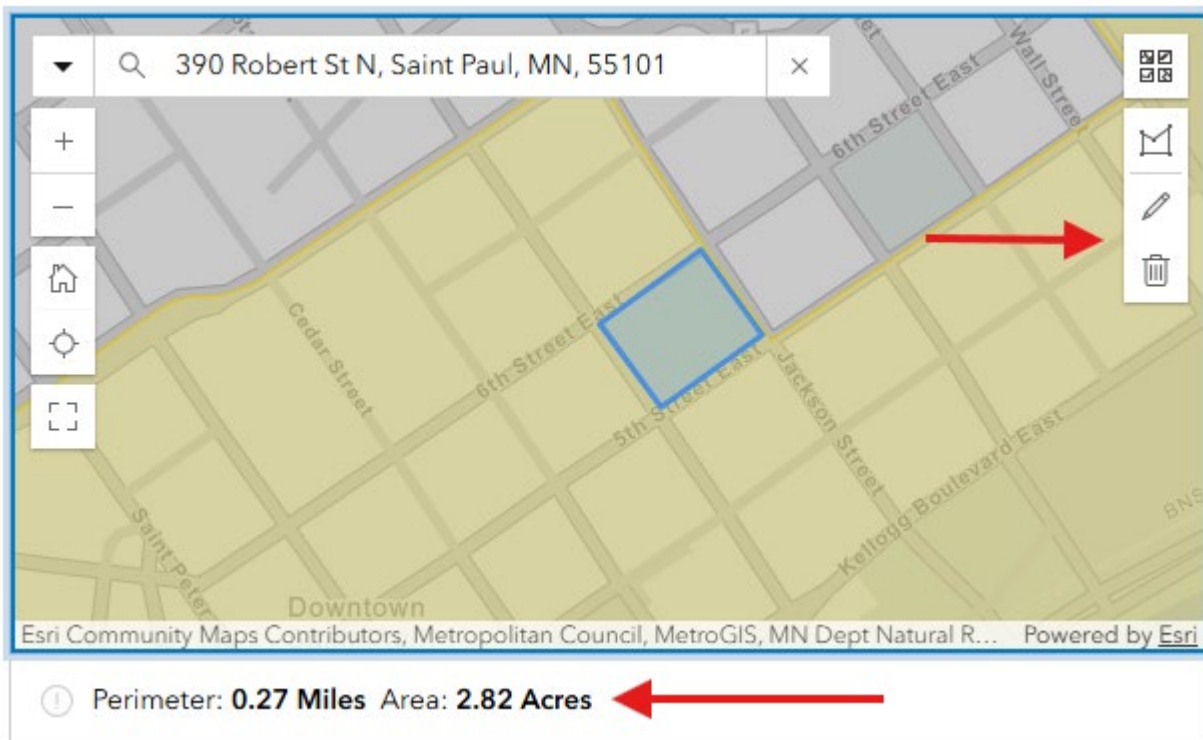 390 Robert St N, Saint Paul, MN, 55101
Wall Street
6th Street East
Cedar Street
6th Street East
5th Street East
Jackson Street
Kellogg Boulevard East
BNS
Saint Peter
Downtown
Esri Community Maps Contributors, Metropolitan Council, MetroGIS, MN Dept Natural R... Powered by Esri
Perimeter: 0.27 Miles Area: 2.82 Acres